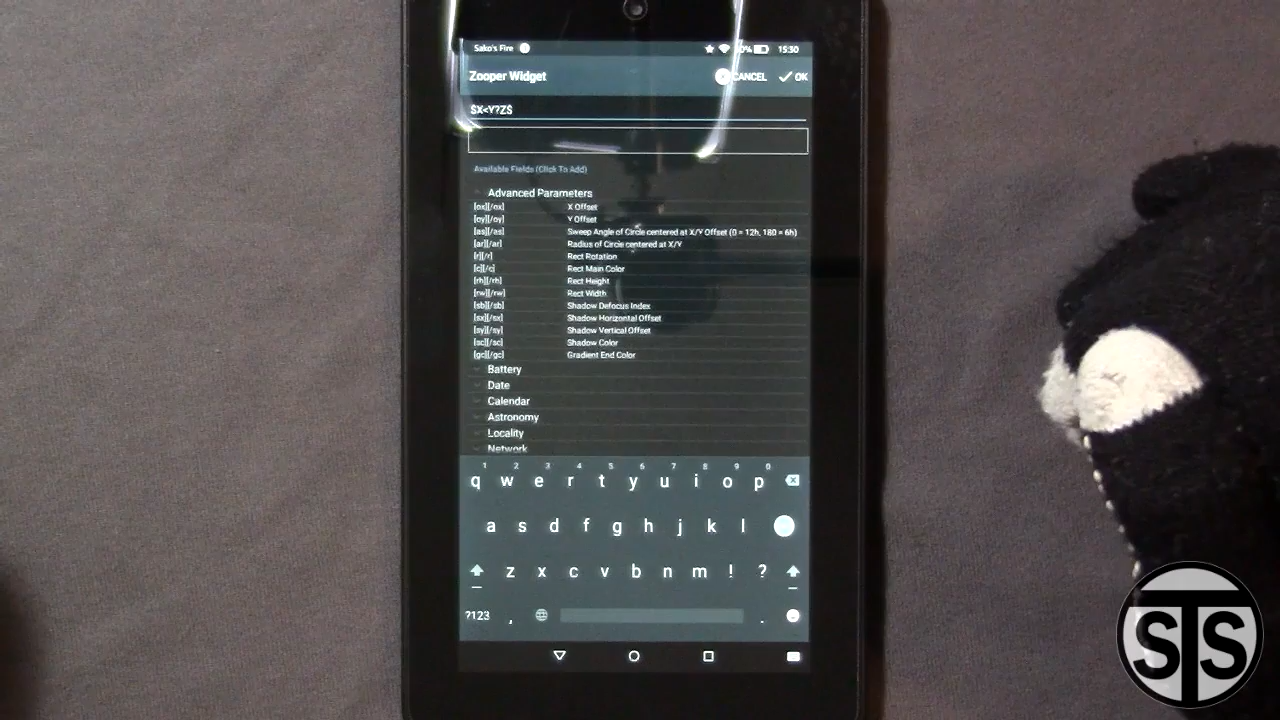 Sako's Fire 0% 15:30
Zooper Widget CANCEL OK
$X<Y?Z$
Available Fields (Click To Add)
Advanced Parameters
[ox][/ox] X Offset
[oy][/oy] Y Offset
[as][/as] Sweep Angle of Circle centered at X/Y Offset (0 = 12h, 180 = 6h)
[ar][/ar] Radius of Circle centered at X/Y
[r][/r] Rect Rotation
[c][/c] Rect Main Color
[rh][/rh] Rect Height
[rw][/rw] Rect Width
[sb][/sb] Shadow Defocus Index
[sx][/sx] Shadow Horizontal Offset
[sy][/sy] Shadow Vertical Offset
[sc][/sc] Shadow Color
[gc][/gc] Gradient End Color
Battery
Date
Calendar
Astronomy
Locality
Network
1 2 3 4 5 6 7 8 9 0
q w e r t y u i o p
a s d f g h j k l
z x c v b n m ! ?
?123 , .
STS